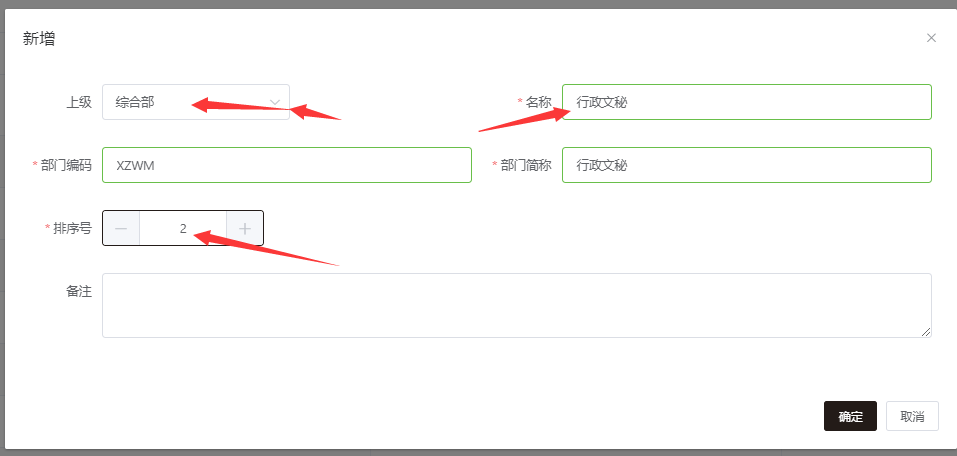 新增
上级 综合部 * 名称 行政文秘
* 部门编码 XZWM * 部门简称 行政文秘
* 排序号 2
备注
确定 取消